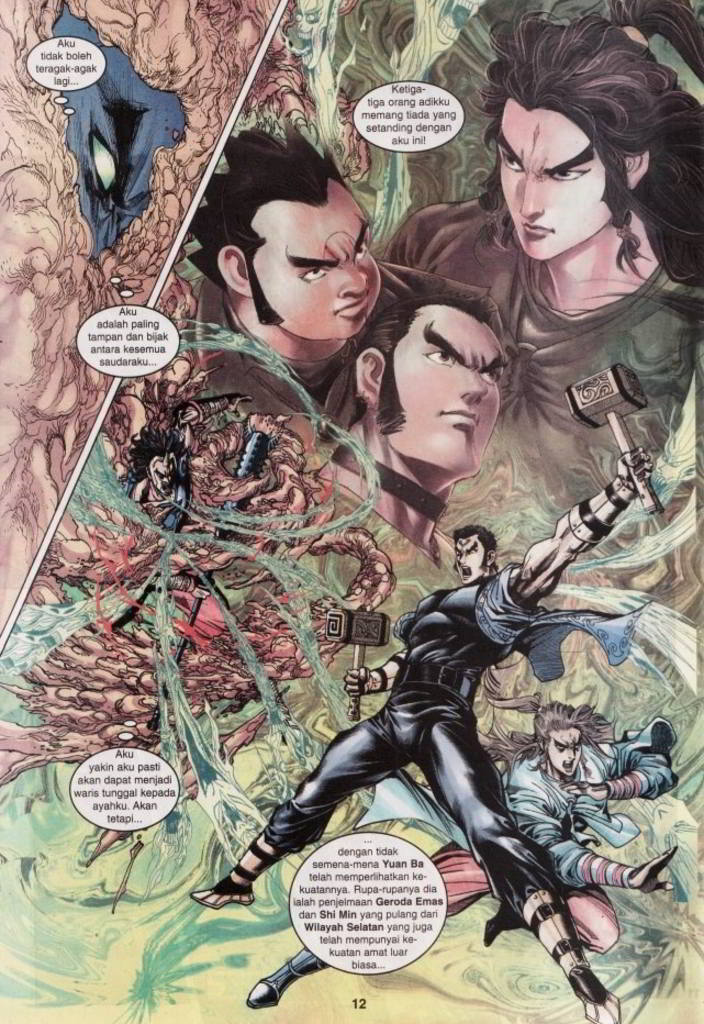 Aku
tidak boleh
teragak-agak
lagi...
Ketiga-
tiga orang adikku
memang tiada yang
setanding dengan
aku ini!
Aku
adalah paling
tampan dan bijak
antara kesemua
saudaraku...
Aku
yakin aku pasti
akan dapat menjadi
waris tunggal kepada
ayahku. Akan
tetapi...
...
dengan tidak
semena-mena Yuan Ba
telah memperlihatkan ke-
kuatannya. Rupa-rupanya dia
ialah penjelmaan Geroda Emas
dan Shi Min yang pulang dari
Wilayah Selatan yang juga
telah mempunyai ke-
kuatan amat luar
biasa...
12